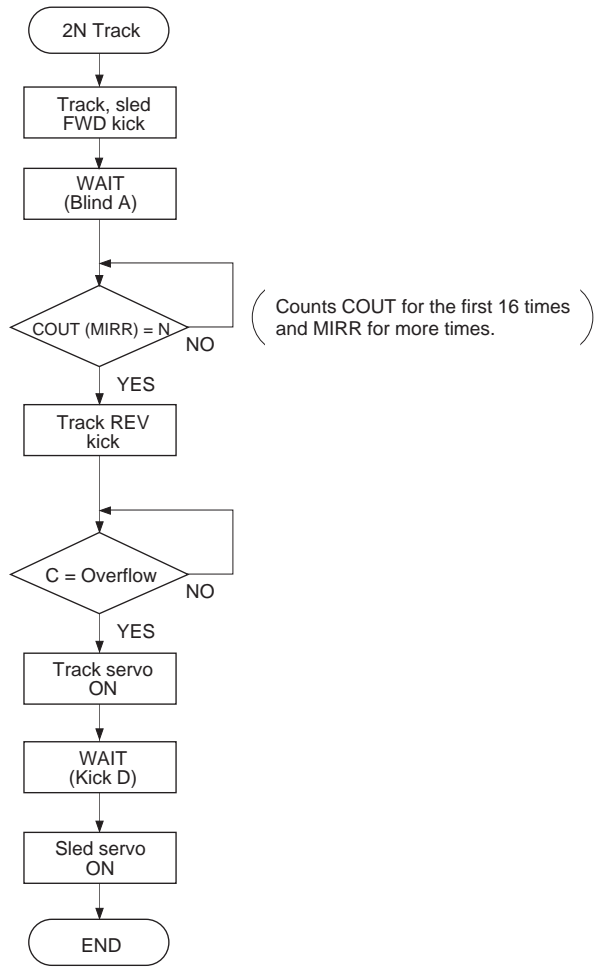 2N Track
Track, sled
FWD kick
WAIT
(Blind A)
COUT (MIRR) = N
NO
Counts COUT for the first 16 times
and MIRR for more times.
YES
Track REV
kick
C = Overflow
NO
YES
Track servo
ON
WAIT
(Kick D)
Sled servo
ON
END